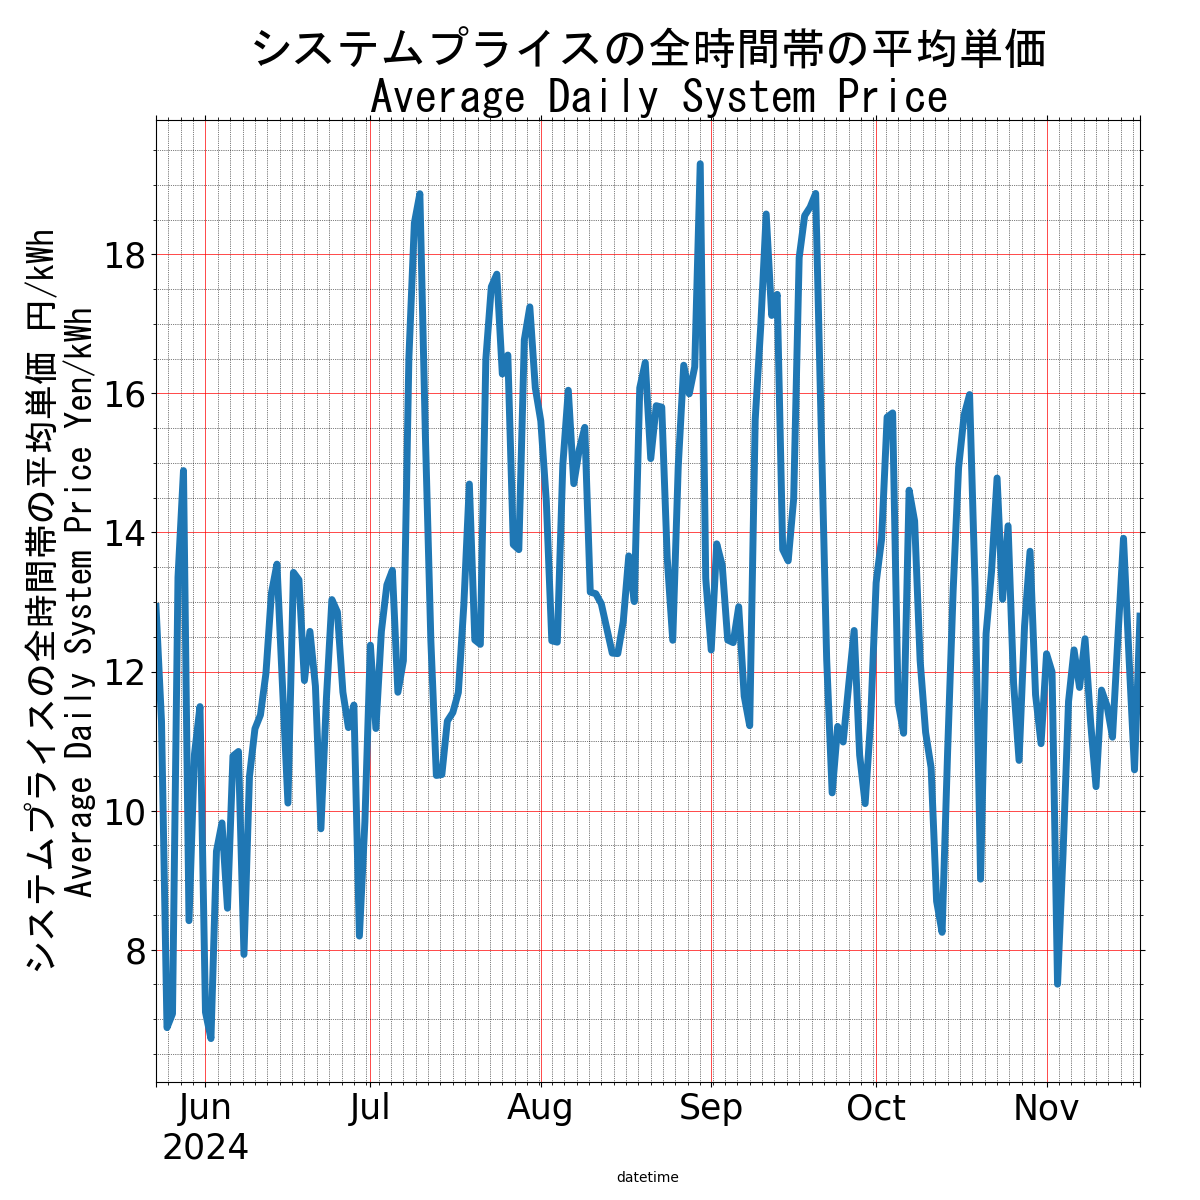 システムプライスの全時間帯の平均単価
Average Daily System Price
システムプライスの全時間帯の平均単価 円/kWh
Average Daily System Price Yen/kWh
18
16
14
12
10
8
Jun
2024
Jul
Aug
Sep
Oct
Nov
datetime